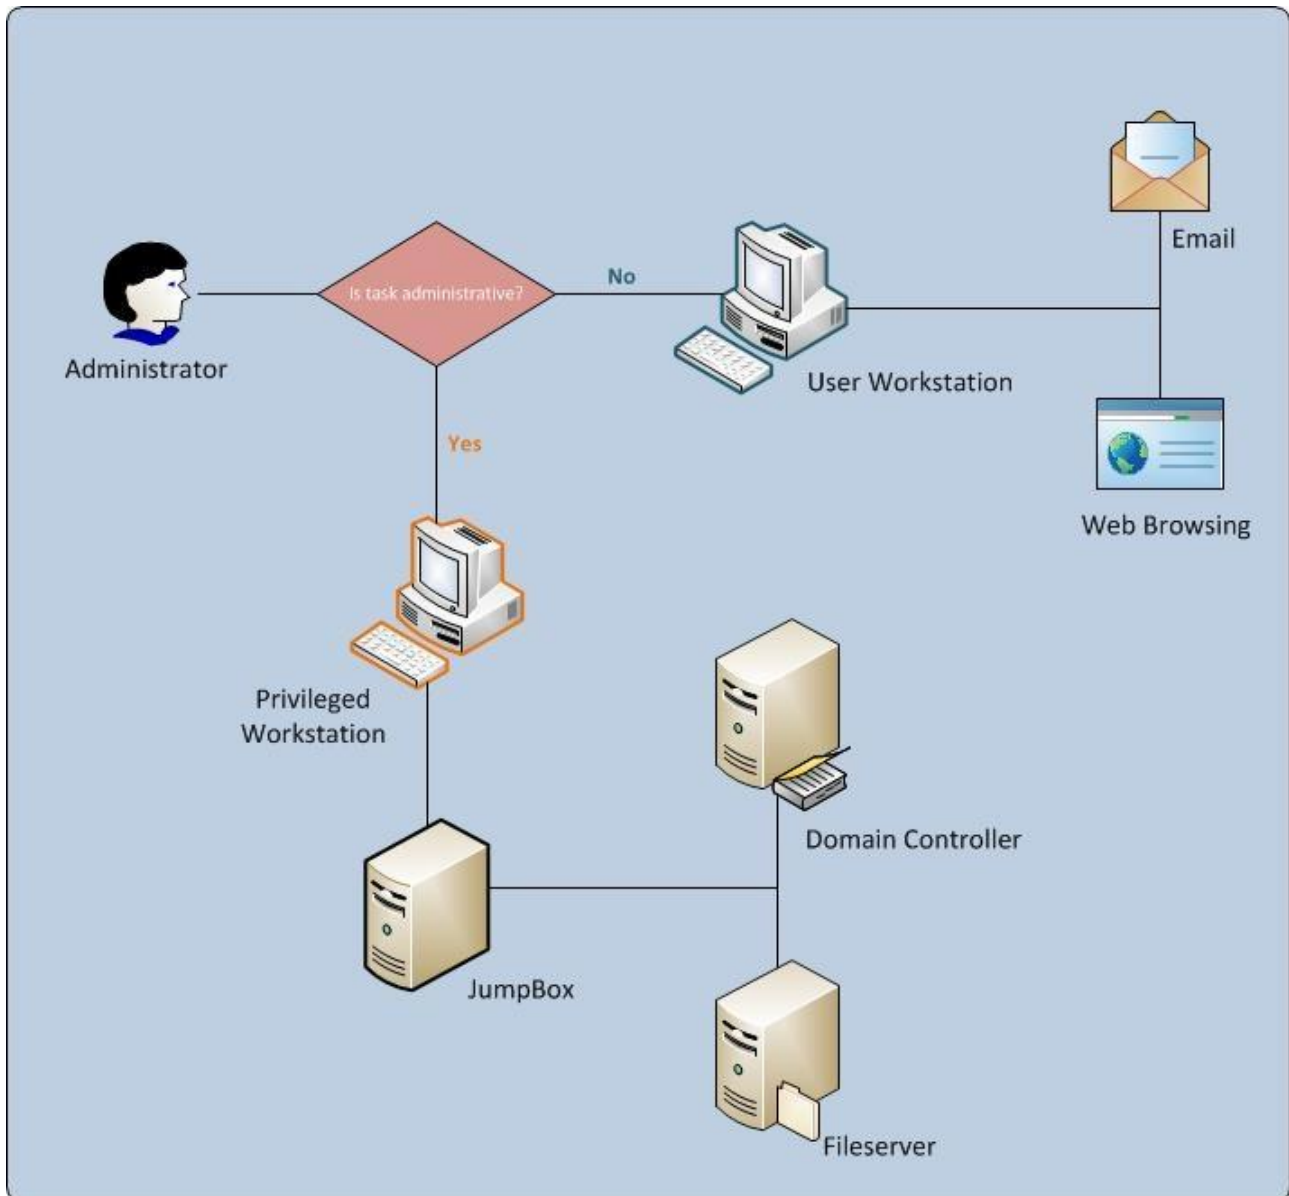 Email
Is task administrative?
No
Administrator
User Workstation
Yes
Web Browsing
Privileged
Workstation
Domain Controller
JumpBox
Fileserver